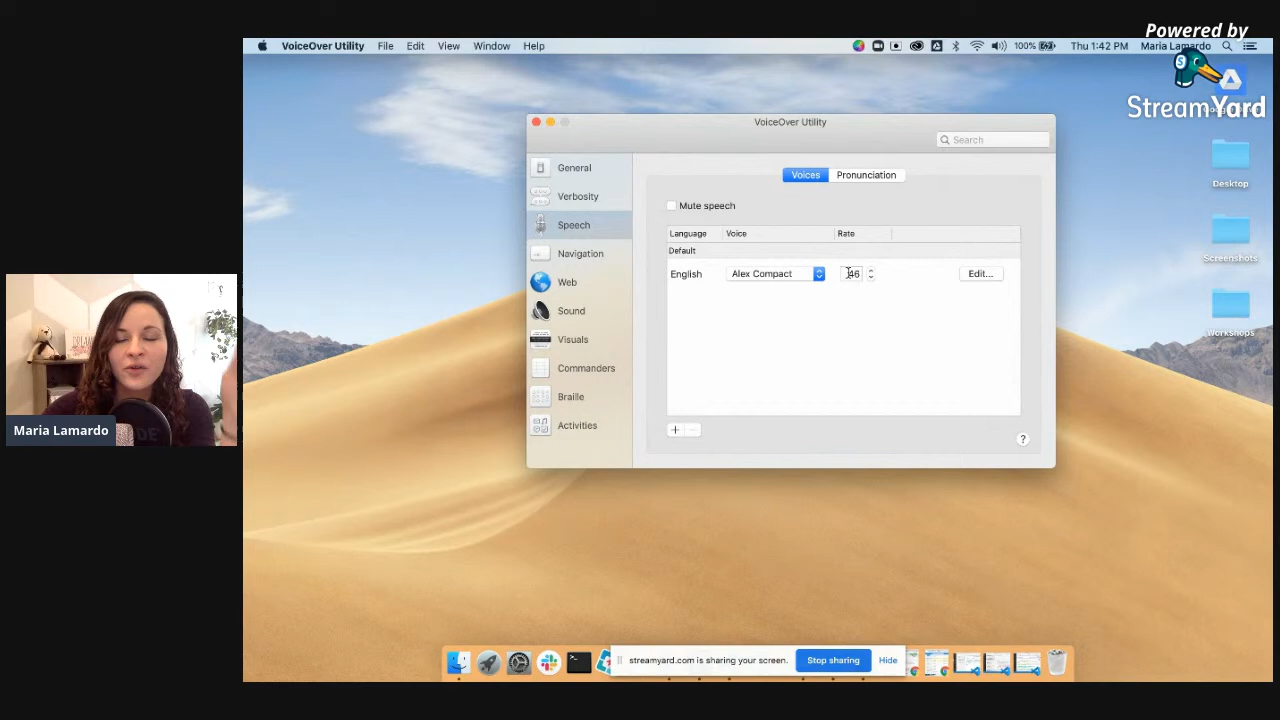 Powered by
StreamYard
VoiceOver Utility File Edit View Window Help
100% Thu 1:42 PM Maria Lamardo
VoiceOver Utility
Search
General
Verbosity
Speech
Navigation
Web
Sound
Visuals
Commanders
Braille
Activities
Voices Pronunciation
Mute speech
Language Voice Rate
Default
English Alex Compact 46 Edit...
+ −
?
Desktop
Screenshots
Workshops
Maria Lamardo
streamyard.com is sharing your screen. Stop sharing Hide